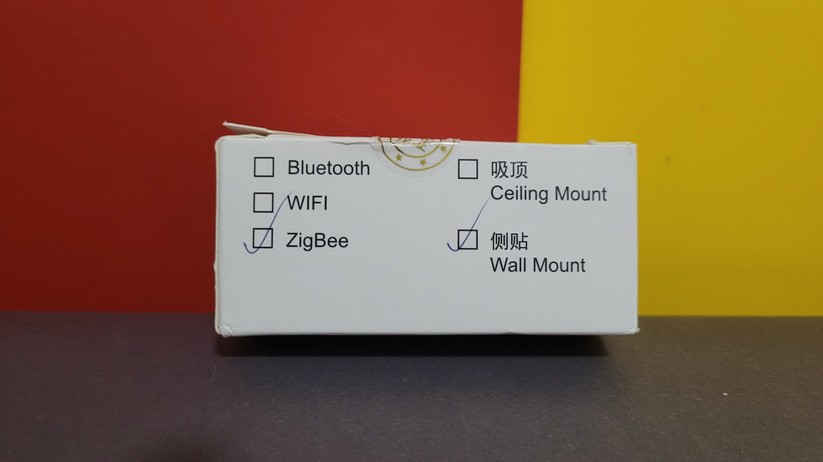 Bluetooth
WIFI
ZigBee
吸顶
Ceiling Mount
侧贴
Wall Mount